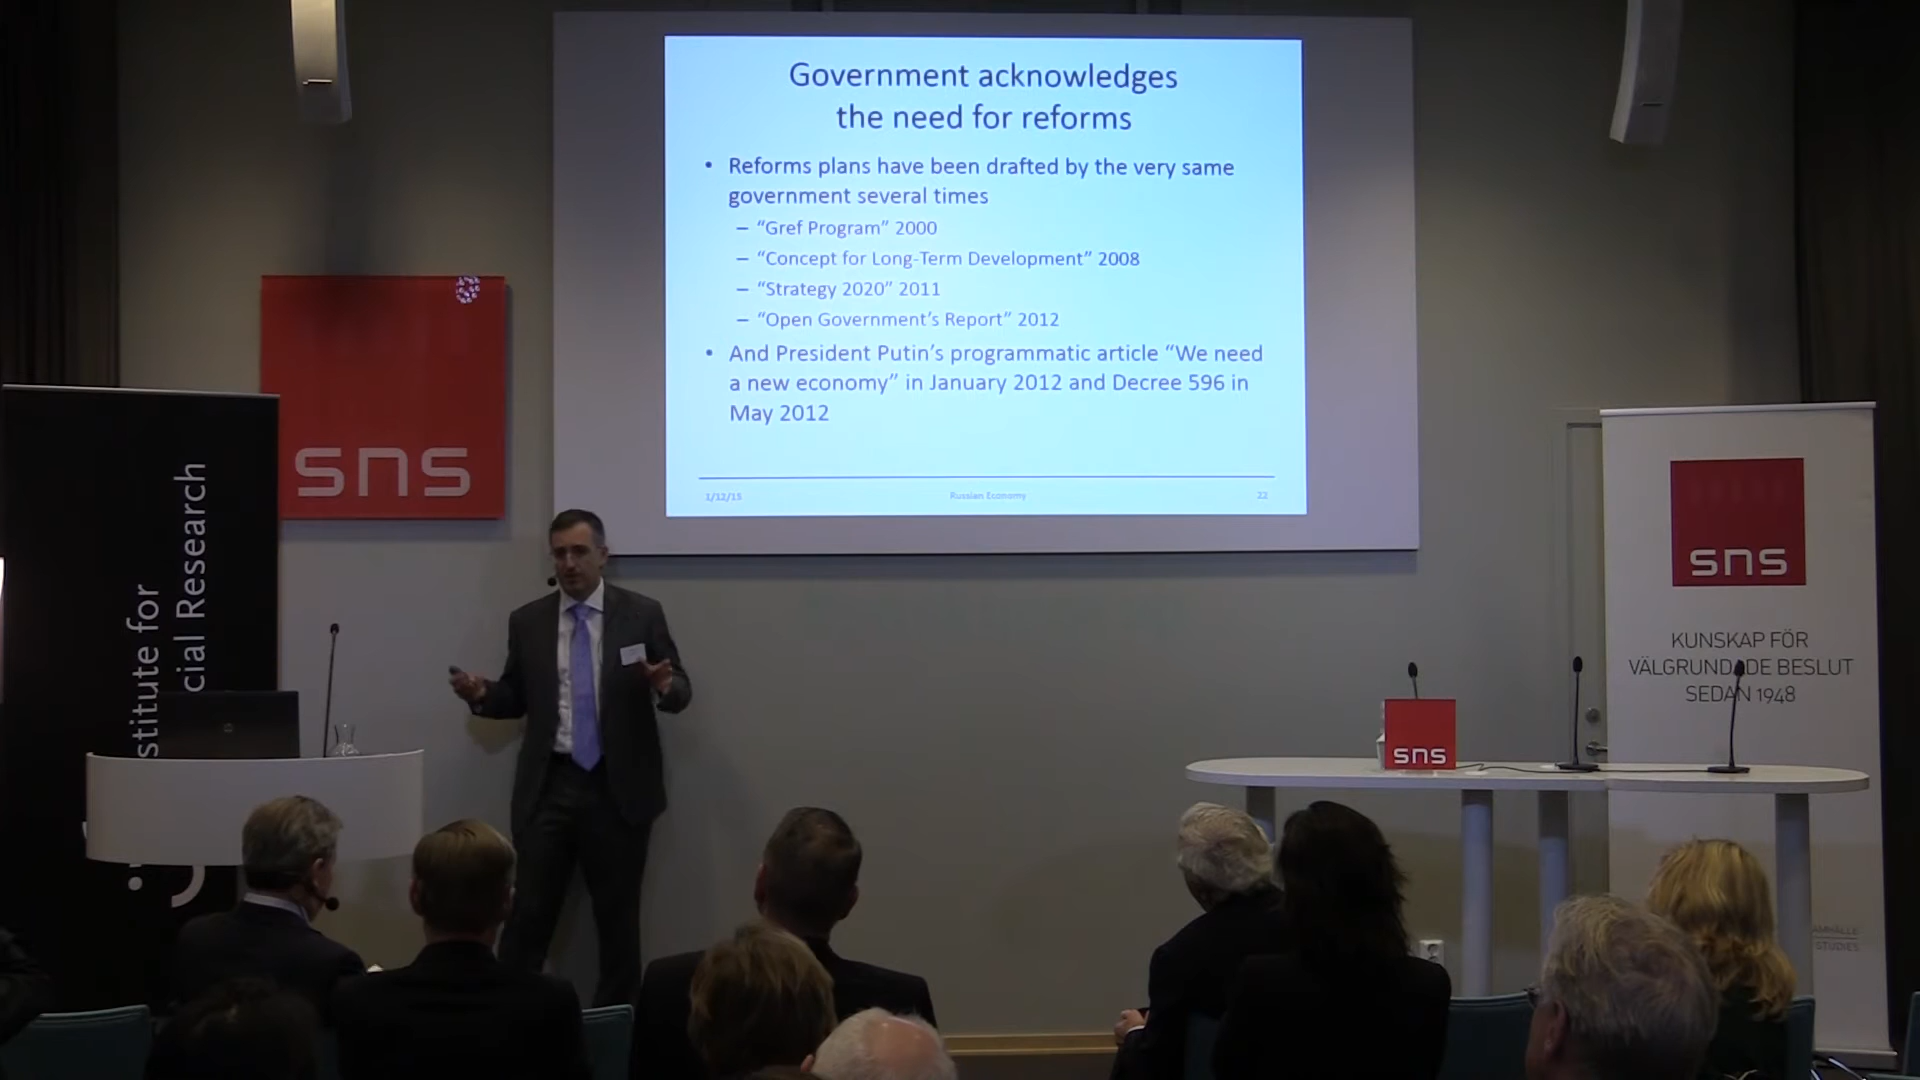 Government acknowledges
the need for reforms
• Reforms plans have been drafted by the very same
government several times
– “Gref Program” 2000
– “Concept for Long-Term Development” 2008
– “Strategy 2020” 2011
– “Open Government’s Report” 2012
• And President Putin’s programmatic article “We need
a new economy” in January 2012 and Decree 596 in
May 2012
1/12/15 Russian Economy 22
sns
stitute for
cial Research
sns
KUNSKAP FÖR
VÄLGRUNDADE BESLUT
SEDAN 1948
sns
AMHÄLLE
STUDIES